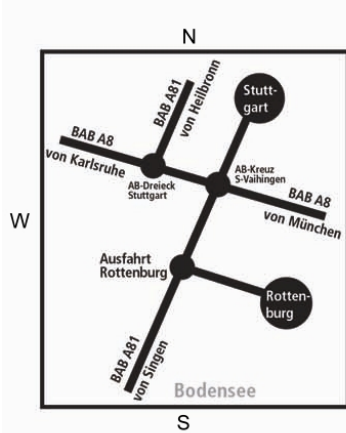 N
Stutt-
gart
BAB A81
von Heilbronn
BAB A8
von Karlsruhe
AB-Dreieck
Stuttgart
AB-Kreuz
S-Vaihingen
BAB A8
von München
W
Ausfahrt
Rottenburg
Rotten-
burg
BAB A81
von Singen
Bodensee
S